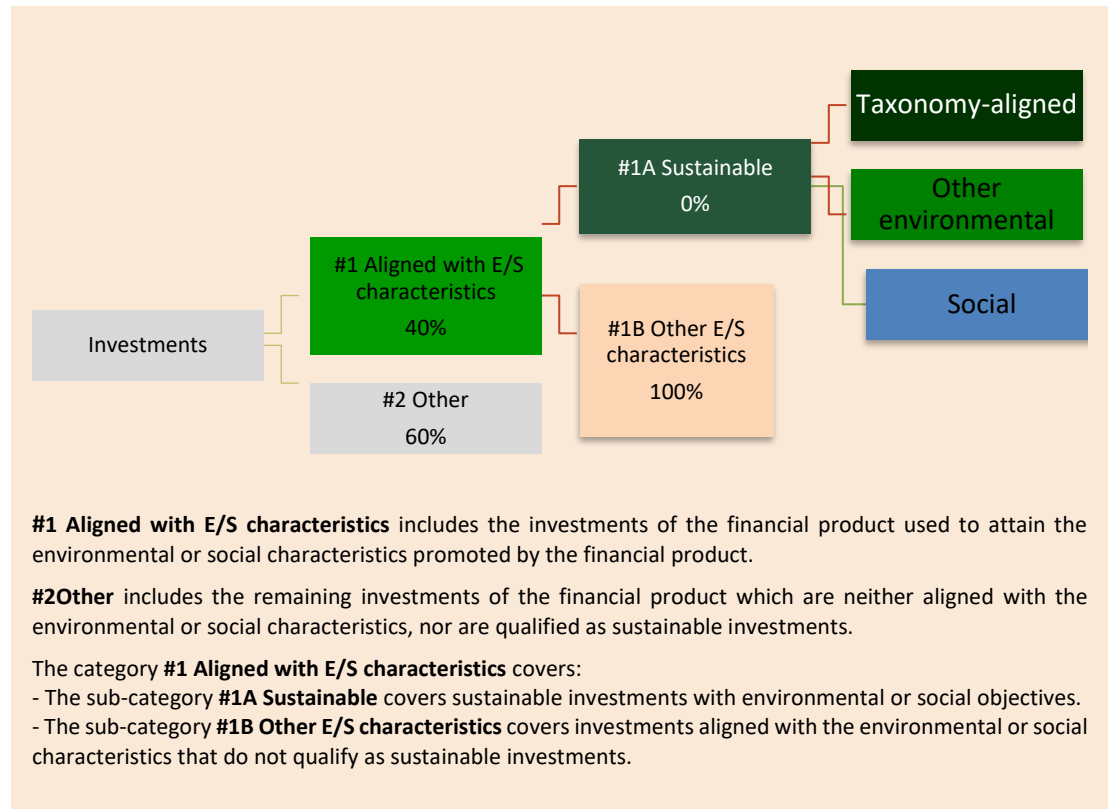 Taxonomy-aligned
#1A Sustainable
0%
Other
environmental
#1 Aligned with E/S
characteristics
40%
Social
#1B Other E/S
characteristics
100%
Investments
#2 Other
60%
#1 Aligned with E/S characteristics includes the investments of the financial product used to attain the
environmental or social characteristics promoted by the financial product.
#2Other includes the remaining investments of the financial product which are neither aligned with the
environmental or social characteristics, nor are qualified as sustainable investments.
The category #1 Aligned with E/S characteristics covers:
- The sub-category #1A Sustainable covers sustainable investments with environmental or social objectives.
- The sub-category #1B Other E/S characteristics covers investments aligned with the environmental or social
characteristics that do not qualify as sustainable investments.